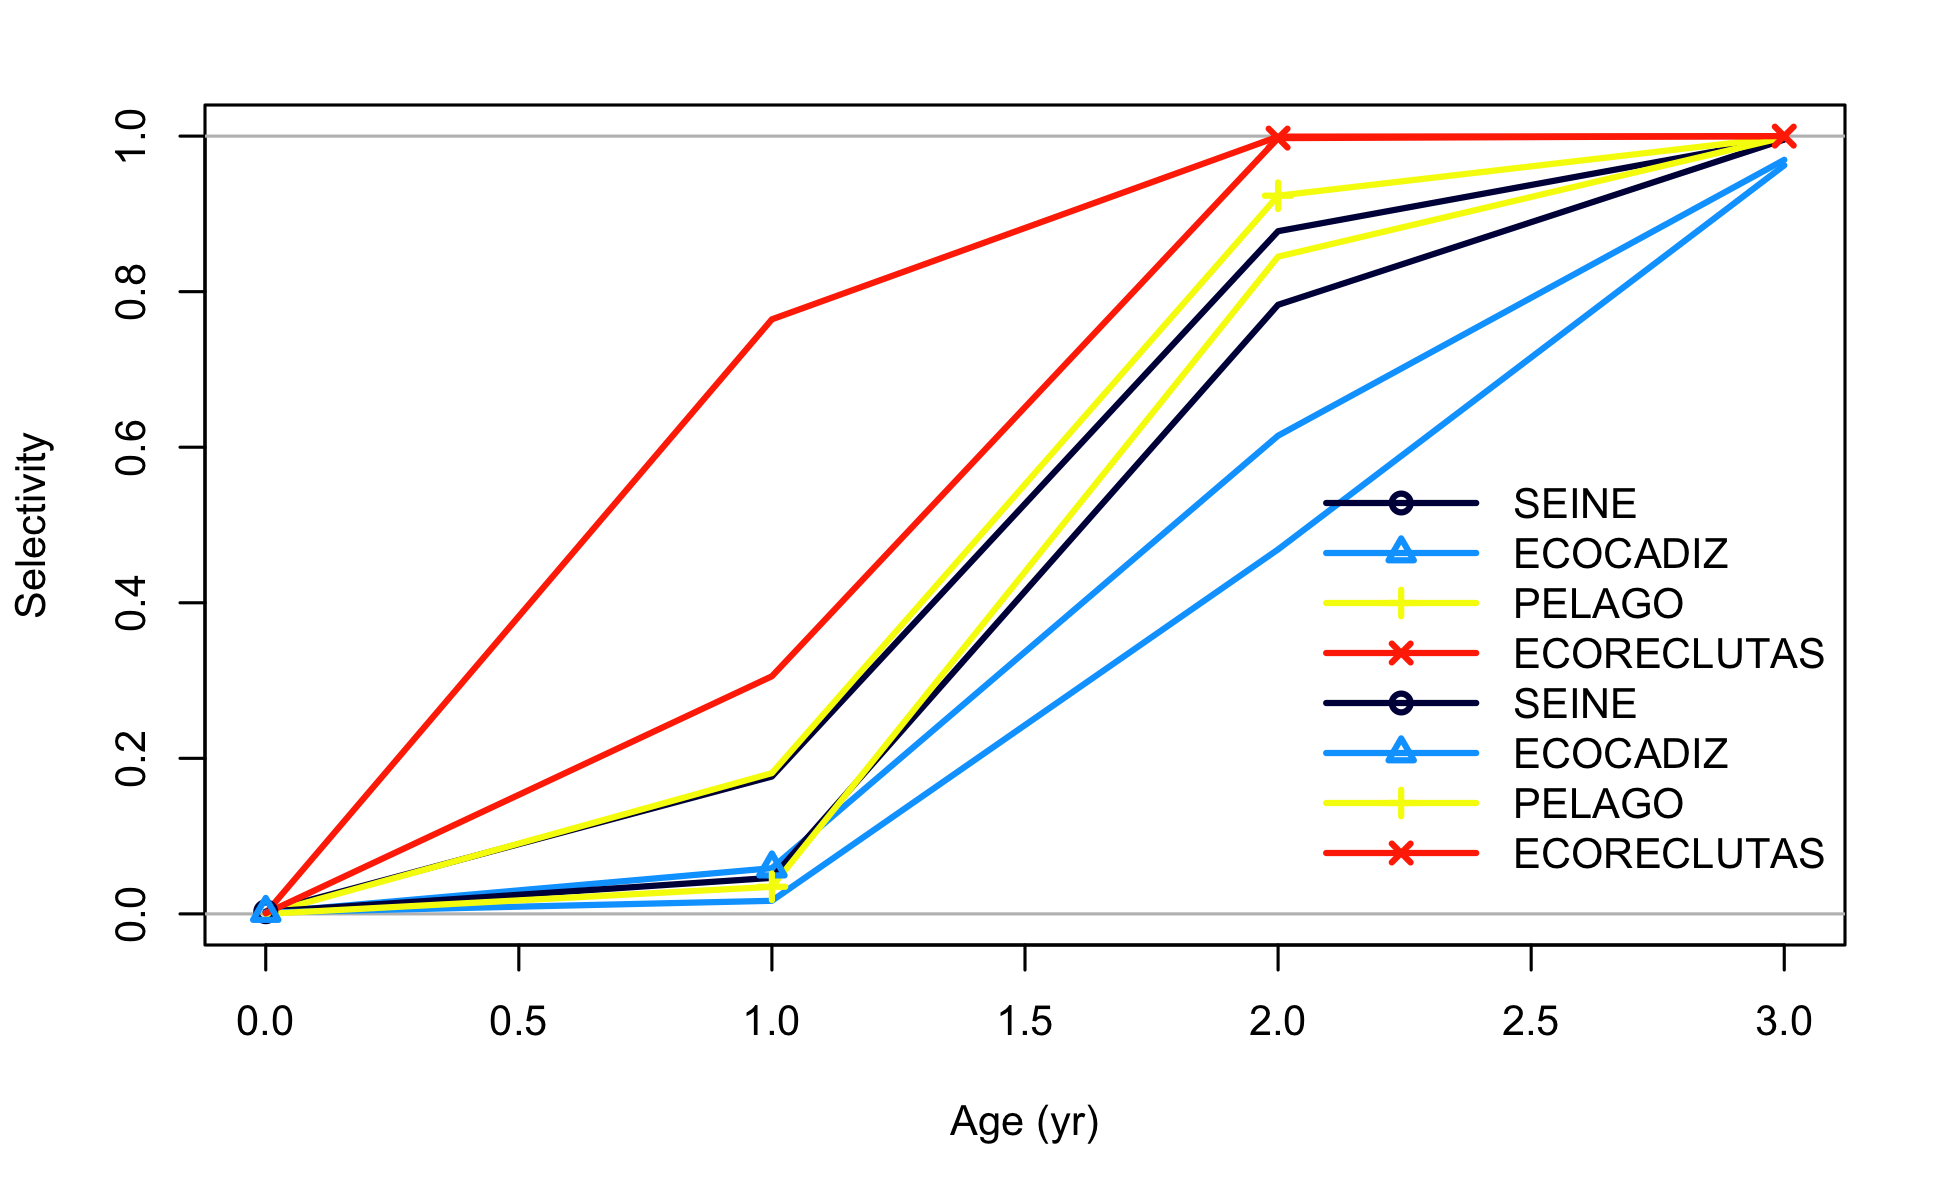 1.0
0.8
0.6
0.4
0.2
0.0
Selectivity
SEINE
ECOCADIZ
PELAGO
ECORECLUTAS
SEINE
ECOCADIZ
PELAGO
ECORECLUTAS
0.0 0.5 1.0 1.5 2.0 2.5 3.0
Age (yr)